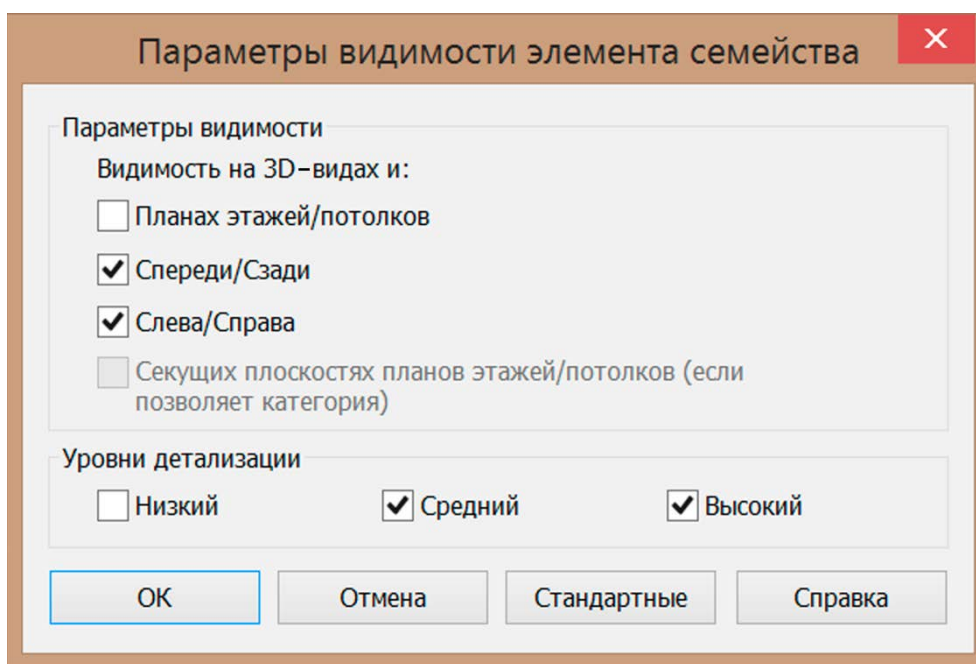 Параметры видимости элемента семейства
Параметры видимости
Видимость на 3D-видах и:
Планах этажей/потолков
Спереди/Сзади
Слева/Справа
Секущих плоскостях планов этажей/потолков (если
позволяет категория)
Уровни детализации
Низкий Средний Высокий
ОК Отмена Стандартные Справка